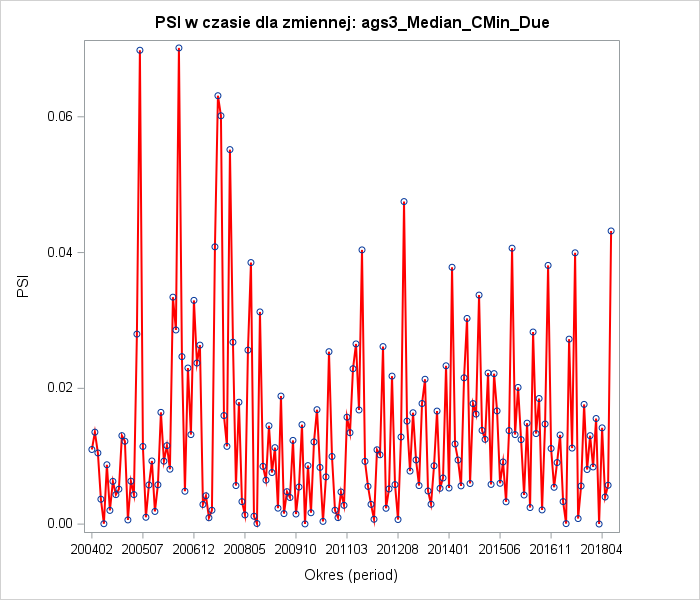 PSI w czasie dla zmiennej: ags3_Median_CMin_Due
0.06
0.04
0.02
0.00
PSI
200402 200507 200612 200805 200910 201103 201208 201401 201506 201611 201804
Okres (period)